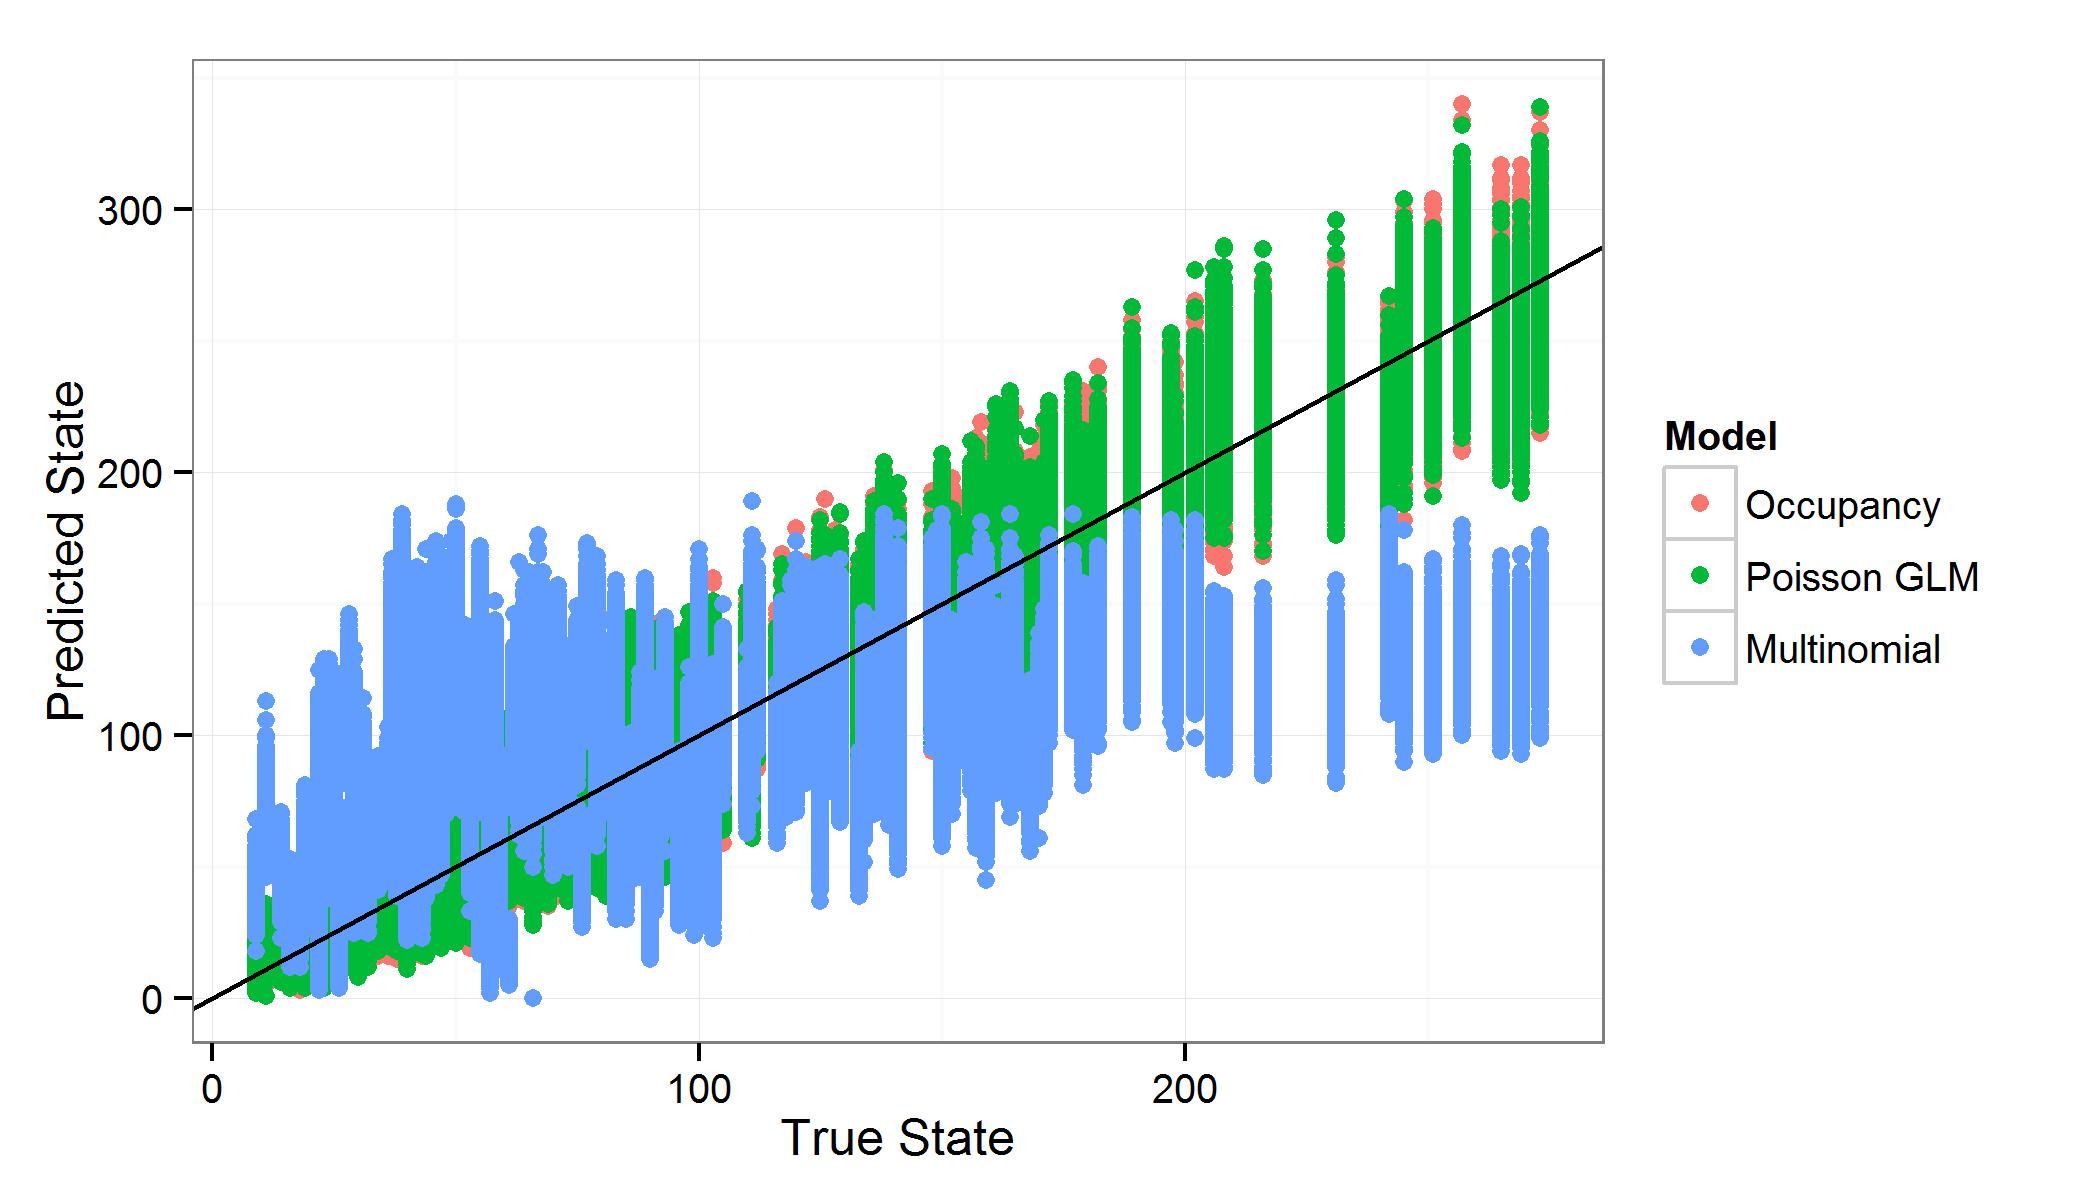 300
200
100
0
0
100
200
Predicted State
True State
Model
Occupancy
Poisson GLM
Multinomial